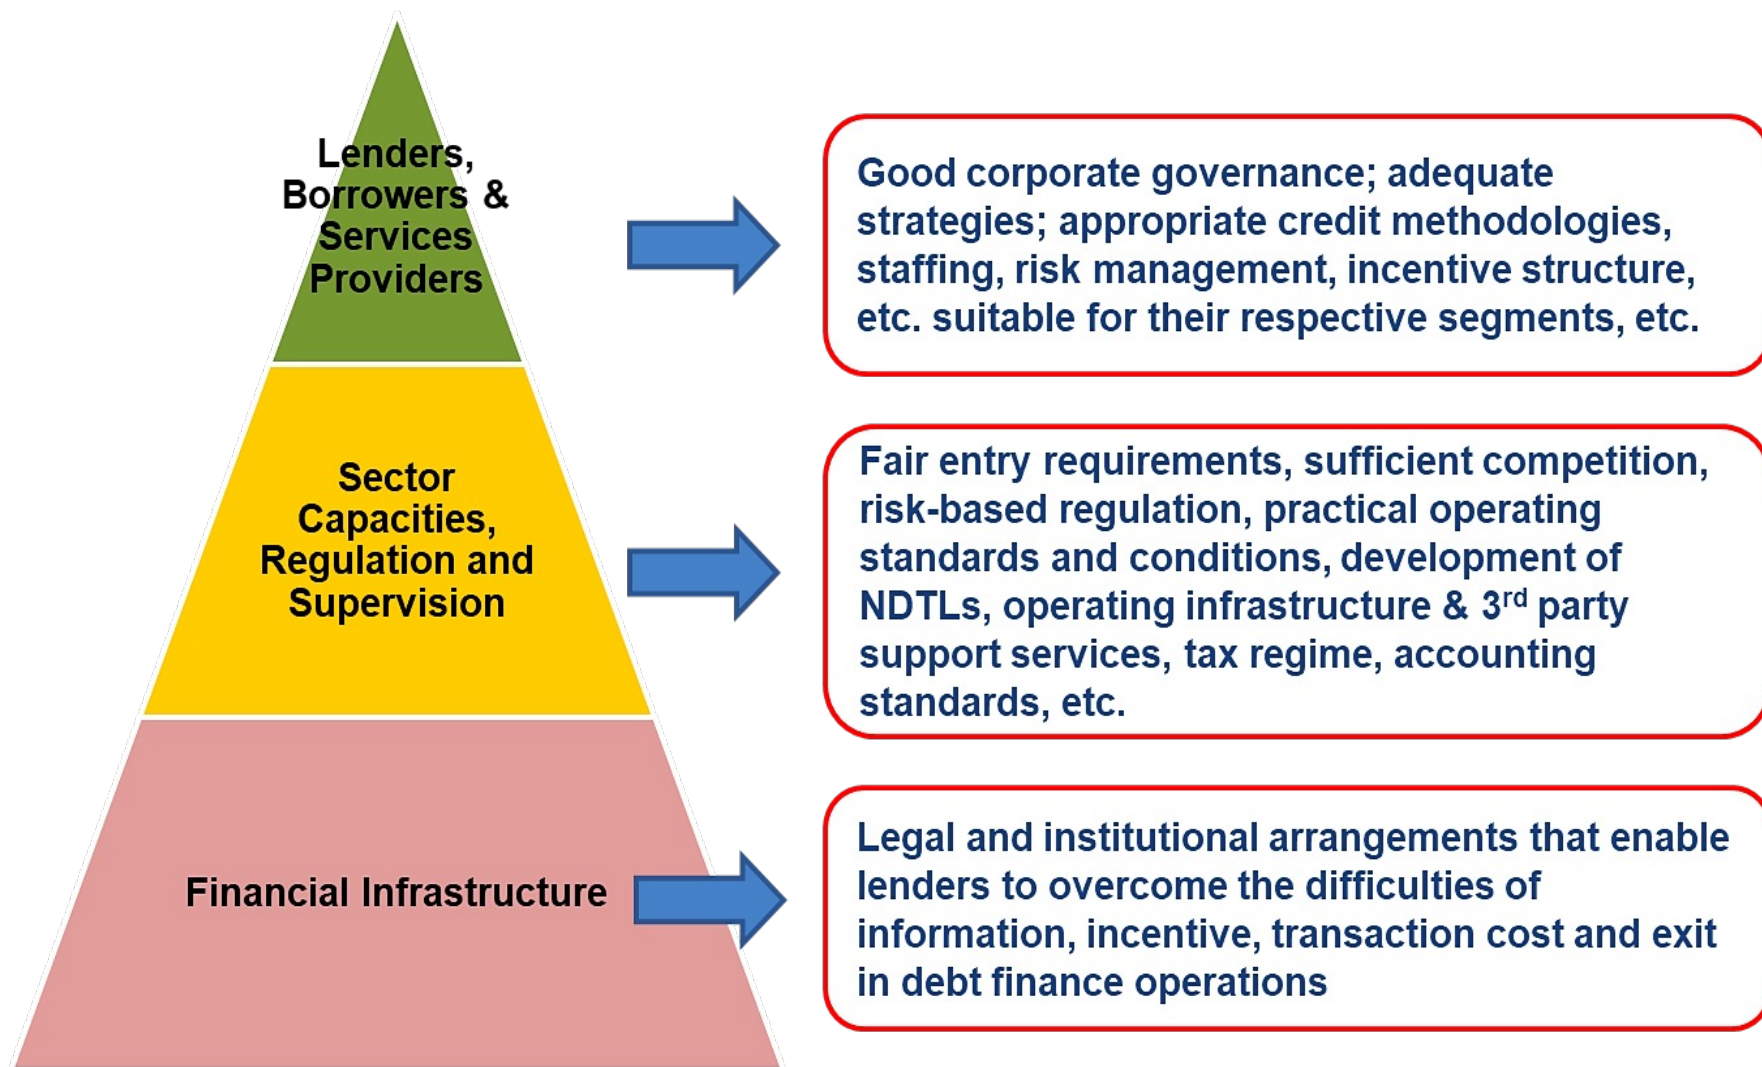 Lenders,
Borrowers &
Services
Providers
Good corporate governance; adequate
strategies; appropriate credit methodologies,
staffing, risk management, incentive structure,
etc. suitable for their respective segments, etc.
Sector
Capacities,
Regulation and
Supervision
Fair entry requirements, sufficient competition,
risk-based regulation, practical operating
standards and conditions, development of
NDTLs, operating infrastructure & 3rd party
support services, tax regime, accounting
standards, etc.
Financial Infrastructure
Legal and institutional arrangements that enable
lenders to overcome the difficulties of
information, incentive, transaction cost and exit
in debt finance operations